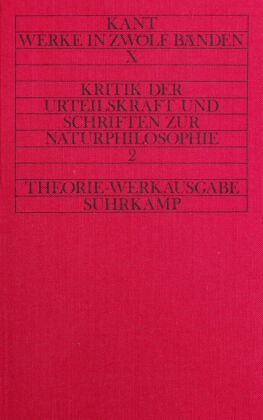 KANT
WERKE IN ZWÖLF BÄNDEN
X
KRITIK DER
URTEILSKRAFT UND
SCHRIFTEN ZUR
NATURPHILOSOPHIE
2
THEORIE-WERKAUSGABE
SUHRKAMP